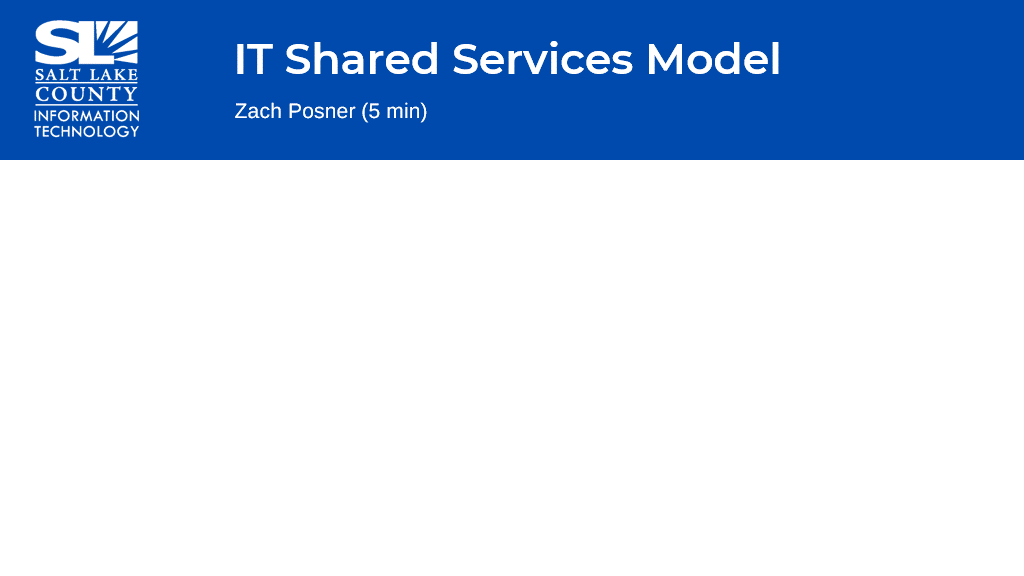 SL
SALT LAKE
COUNTY
INFORMATION
TECHNOLOGY
IT Shared Services Model
Zach Posner (5 min)